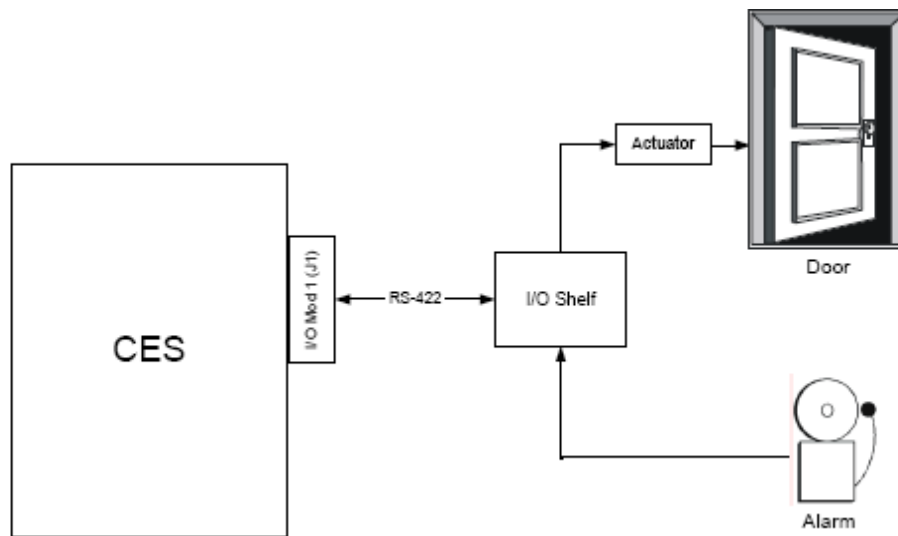 Actuator
Door
I/O Mod 1 (J1)
RS-422
I/O Shelf
CES
Alarm